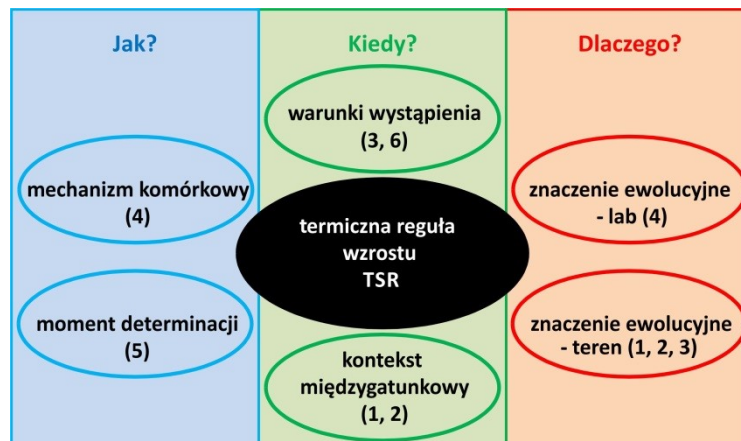 Jak?
mechanizm komórkowy
(4)
moment determinacji
(5)
Kiedy?
warunki wystąpienia
(3, 6)
termiczna reguła
wzrostu
TSR
kontekst
międzygatunkowy
(1, 2)
Dlaczego?
znaczenie ewolucyjne
- lab (4)
znaczenie ewolucyjne
- teren (1, 2, 3)